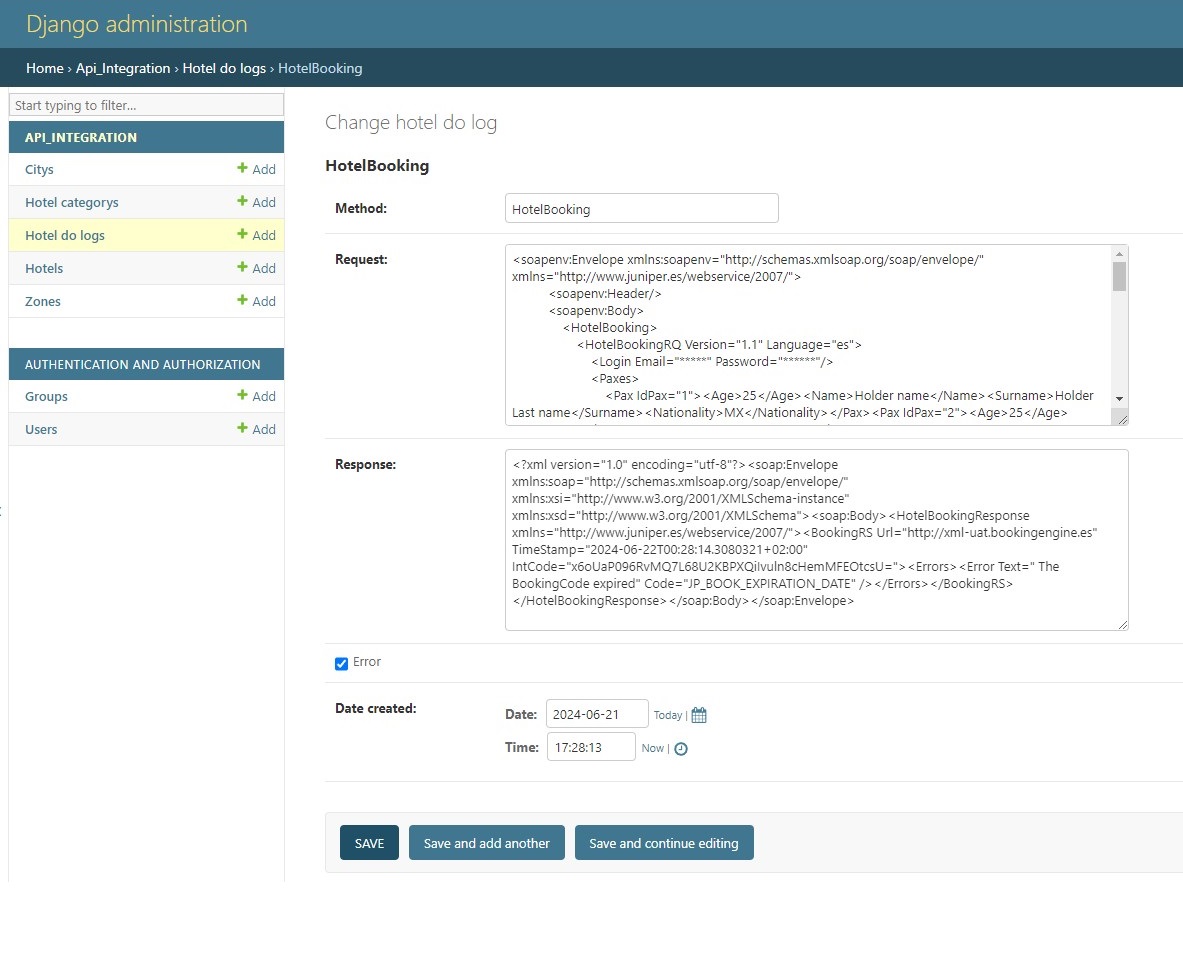 Django administration
Home › Api_Integration › Hotel do logs › HotelBooking
Start typing to filter...
API_INTEGRATION
Citys + Add
Hotel categorys + Add
Hotel do logs + Add
Hotels + Add
Zones + Add
AUTHENTICATION AND AUTHORIZATION
Groups + Add
Users + Add
Change hotel do log
HotelBooking
Method: HotelBooking
Request:
<soapenv:Envelope xmlns:soapenv="http://schemas.xmlsoap.org/soap/envelope/"
xmlns="http://www.juniper.es/webservice/2007/">
<soapenv:Header/>
<soapenv:Body>
<HotelBooking>
<HotelBookingRQ Version="1.1" Language="es">
<Login Email="*****" Password="******"/>
<Paxes>
<Pax IdPax="1"><Age>25</Age><Name>Holder name</Name><Surname>Holder
Last name</Surname><Nationality>MX</Nationality></Pax><Pax IdPax="2"><Age>25</Age>
Response:
<?xml version="1.0" encoding="utf-8"?><soap:Envelope
xmlns:soap="http://schemas.xmlsoap.org/soap/envelope/"
xmlns:xsi="http://www.w3.org/2001/XMLSchema-instance"
xmlns:xsd="http://www.w3.org/2001/XMLSchema"><soap:Body><HotelBookingResponse
xmlns="http://www.juniper.es/webservice/2007/"><BookingRS Url="http://xml-uat.bookingengine.es"
TimeStamp="2024-06-22T00:28:14.3080321+02:00"
IntCode="x6oUaP096RvMQ7L68U2KBPXQiIvuln8cHemMFEOtcsU="><Errors><Error Text=" The
BookingCode expired" Code="JP_BOOK_EXPIRATION_DATE" /></Errors></BookingRS>
</HotelBookingResponse></soap:Body></soap:Envelope>
Error
Date created:
Date: 2024-06-21 Today |
Time: 17:28:13 Now |
SAVE Save and add another Save and continue editing